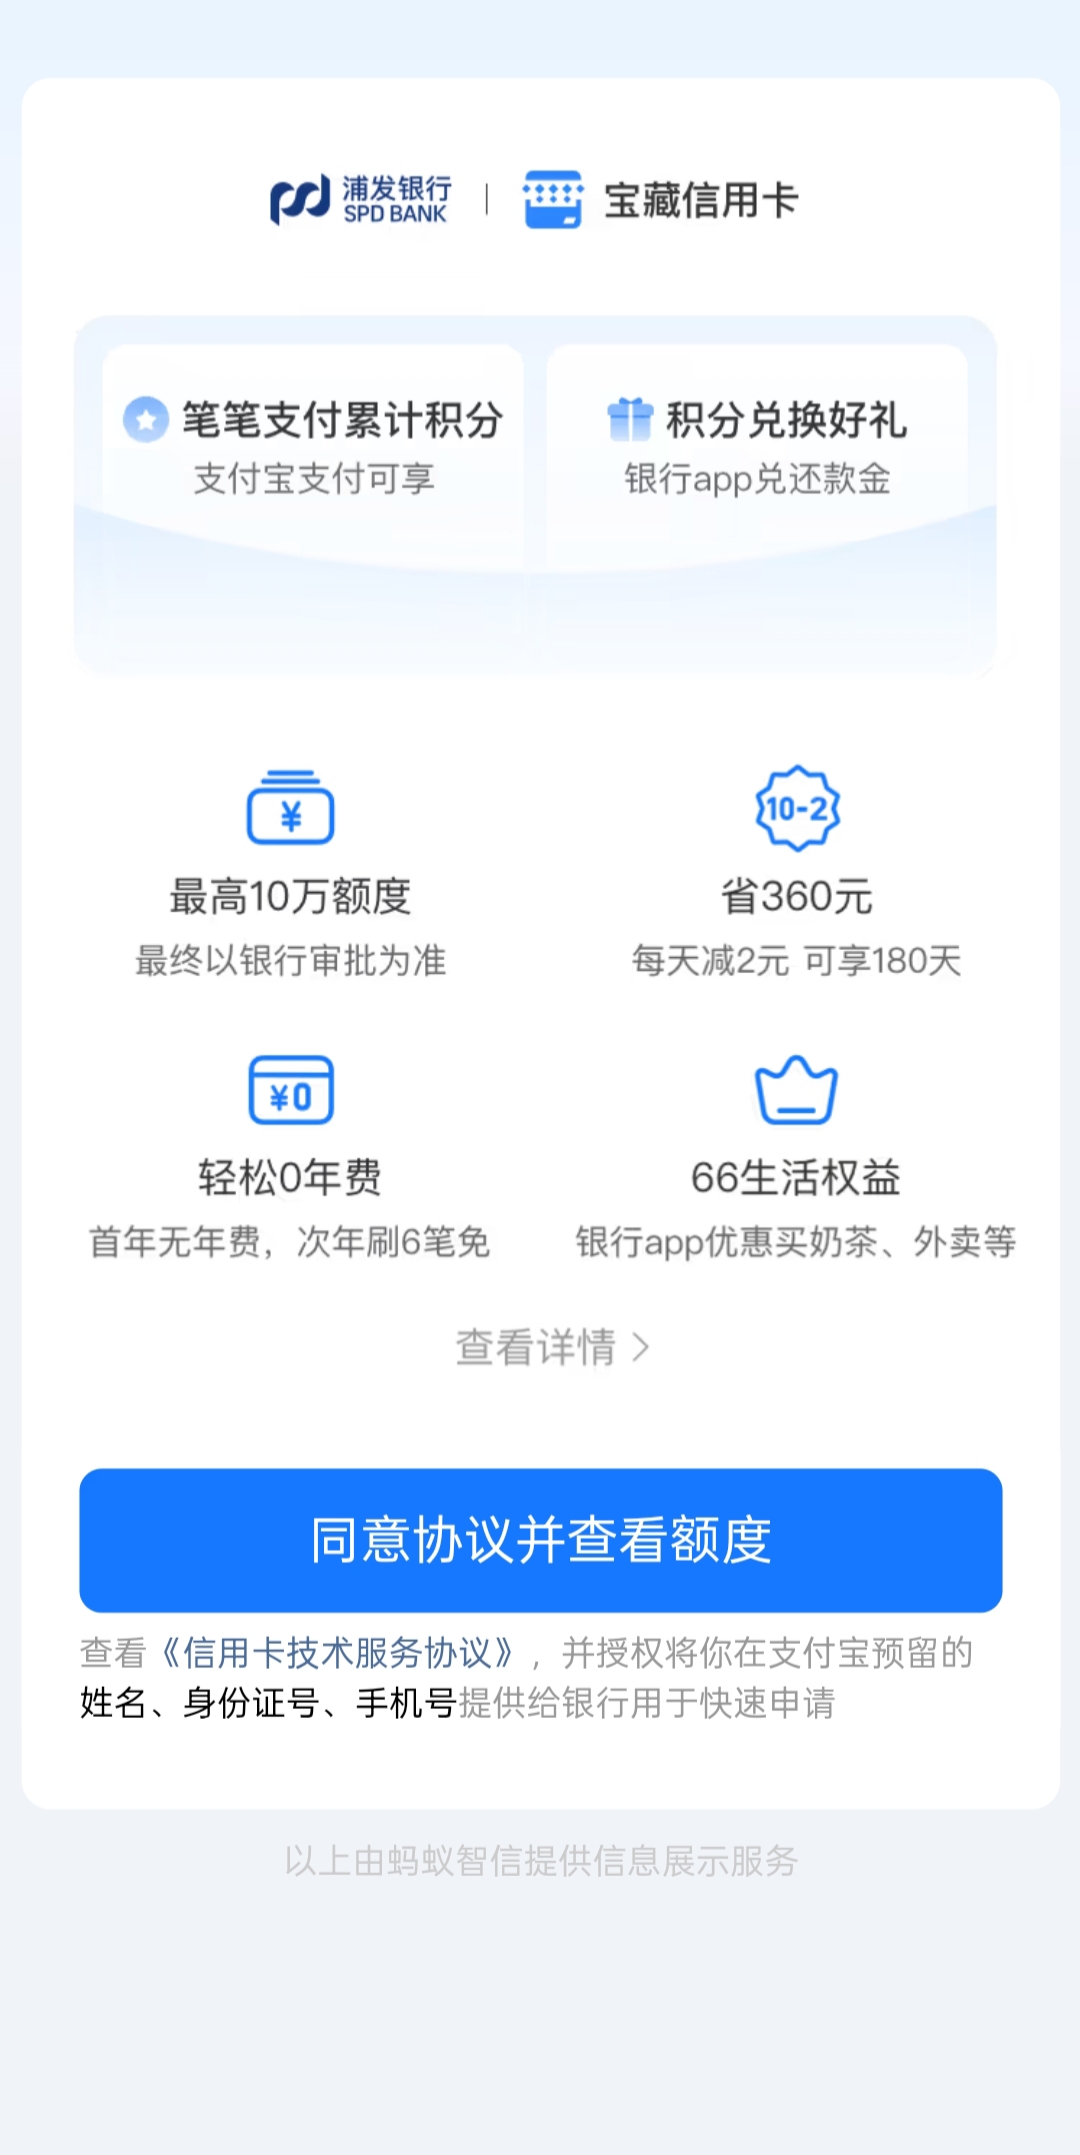 浦发银行
SPD BANK
宝藏信用卡
笔笔支付累计积分
支付宝支付可享
积分兑换好礼
银行app兑还款金
¥
最高10万额度
最终以银行审批为准
10-2
省360元
每天减2元 可享180天
¥0
轻松0年费
首年无年费，次年刷6笔免
66生活权益
银行app优惠买奶茶、外卖等
查看详情 >
同意协议并查看额度
查看《信用卡技术服务协议》，并授权将你在支付宝预留的
姓名、身份证号、手机号提供给银行用于快速申请
以上由蚂蚁智信提供信息展示服务